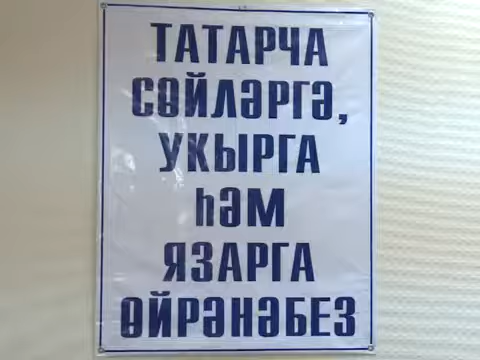 ТАТАРЧА
СӨЙЛӘРГӘ,
УКЫРГА
ҺӘМ
ЯЗАРГА
ӨЙРӘНӘБЕЗ